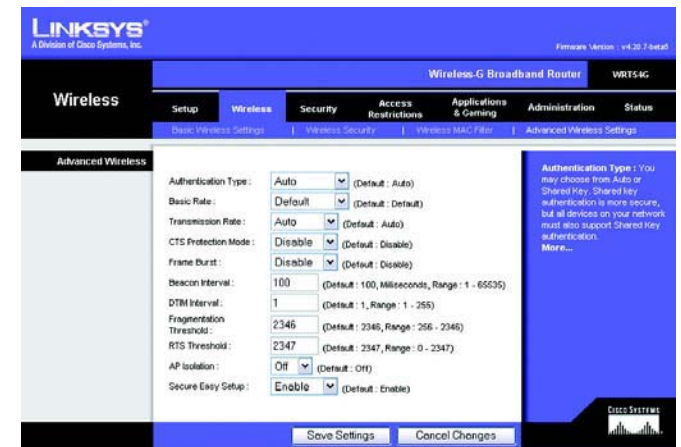 LINKSYS®
A Division of Cisco Systems, Inc.
Firmware Version : v4.20.7-beta5
Wireless-G Broadband Router WRT54G
Wireless
Setup Wireless Security Access Restrictions Applications & Gaming Administration Status
Basic Wireless Settings | Wireless Security | Wireless MAC Filter | Advanced Wireless Settings
Advanced Wireless
Authentication Type : Auto (Default : Auto)
Basic Rate : Default (Default : Default)
Transmission Rate : Auto (Default : Auto)
CTS Protection Mode : Disable (Default : Disable)
Frame Burst : Disable (Default : Disable)
Beacon Interval : 100 (Default : 100, Milliseconds, Range : 1 - 65535)
DTIM Interval : 1 (Default : 1, Range : 1 - 255)
Fragmentation Threshold : 2346 (Default : 2346, Range : 256 - 2346)
RTS Threshold : 2347 (Default : 2347, Range : 0 - 2347)
AP Isolation : Off (Default : Off)
Secure Easy Setup : Enable (Default : Enable)
Authentication Type : You
may choose from Auto or
Shared Key. Shared key
authentication is more secure,
but all devices on your network
must also support Shared Key
authentication.
More...
Save Settings Cancel Changes
CISCO SYSTEMS